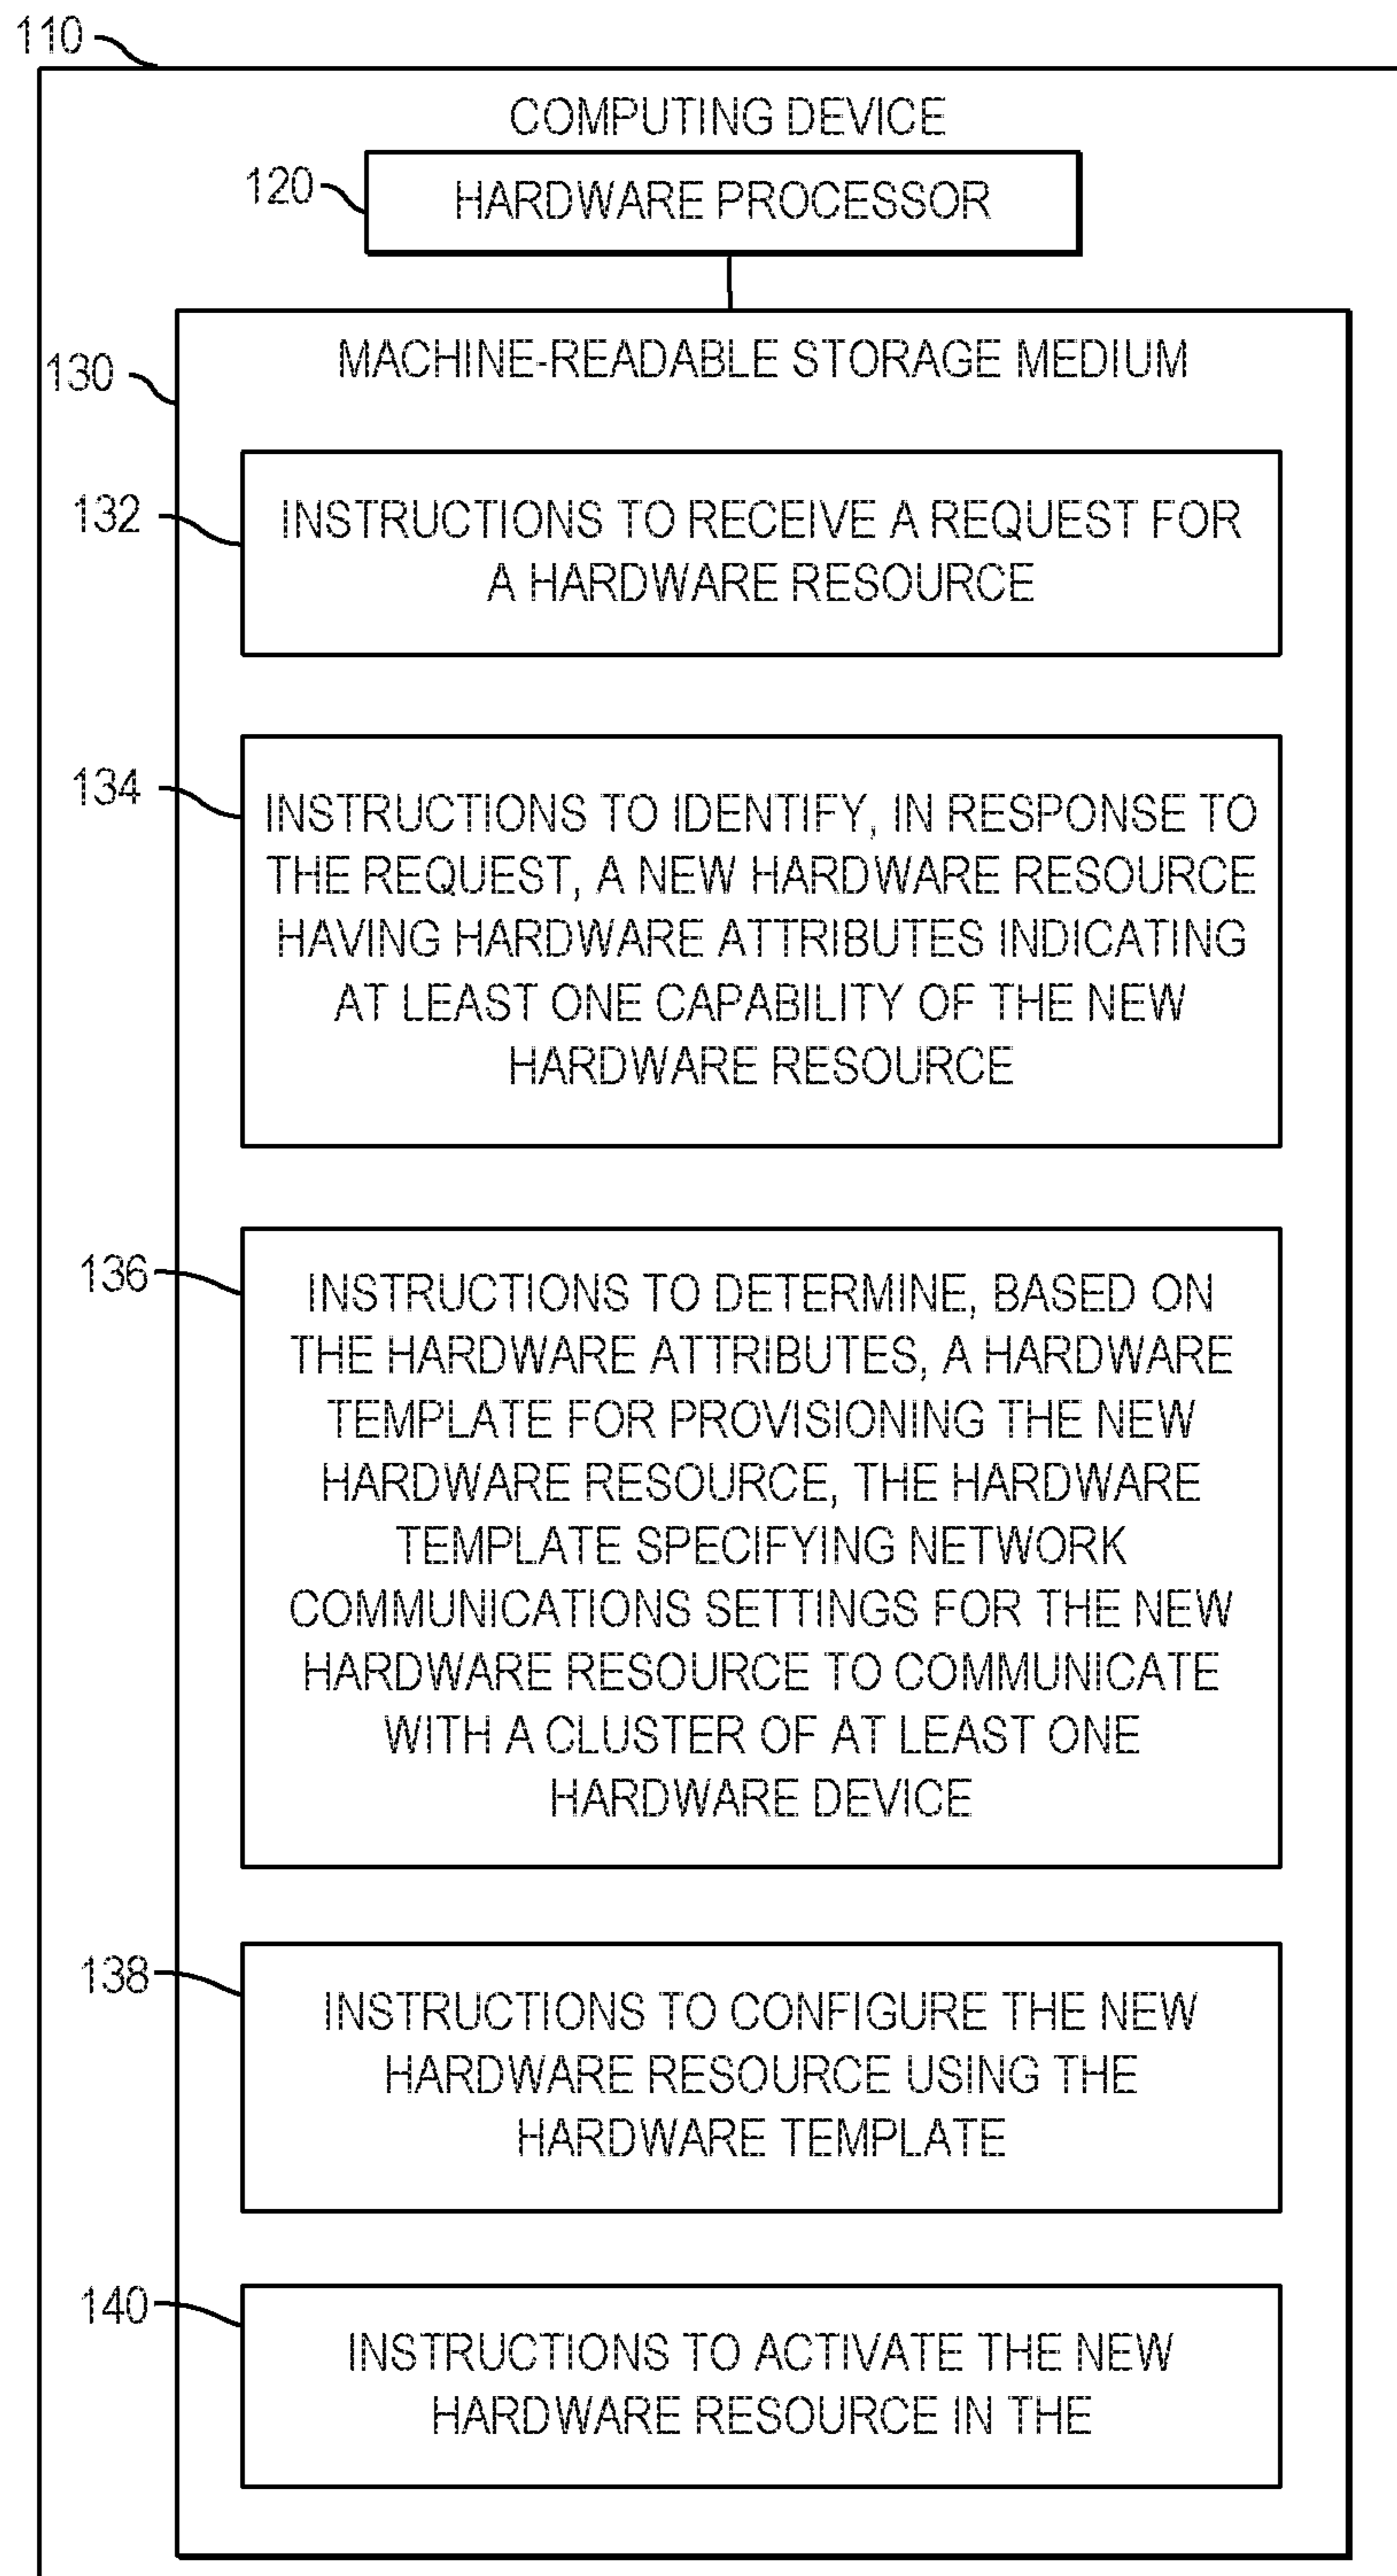 110
COMPUTING DEVICE
120
HARDWARE PROCESSOR
130
MACHINE-READABLE STORAGE MEDIUM
132
INSTRUCTIONS TO RECEIVE A REQUEST FOR
A HARDWARE RESOURCE
134
INSTRUCTIONS TO IDENTIFY, IN RESPONSE TO
THE REQUEST, A NEW HARDWARE RESOURCE
HAVING HARDWARE ATTRIBUTES INDICATING
AT LEAST ONE CAPABILITY OF THE NEW
HARDWARE RESOURCE
136
INSTRUCTIONS TO DETERMINE, BASED ON
THE HARDWARE ATTRIBUTES, A HARDWARE
TEMPLATE FOR PROVISIONING THE NEW
HARDWARE RESOURCE, THE HARDWARE
TEMPLATE SPECIFYING NETWORK
COMMUNICATIONS SETTINGS FOR THE NEW
HARDWARE RESOURCE TO COMMUNICATE
WITH A CLUSTER OF AT LEAST ONE
HARDWARE DEVICE
138
INSTRUCTIONS TO CONFIGURE THE NEW
HARDWARE RESOURCE USING THE
HARDWARE TEMPLATE
140
INSTRUCTIONS TO ACTIVATE THE NEW
HARDWARE RESOURCE IN THE